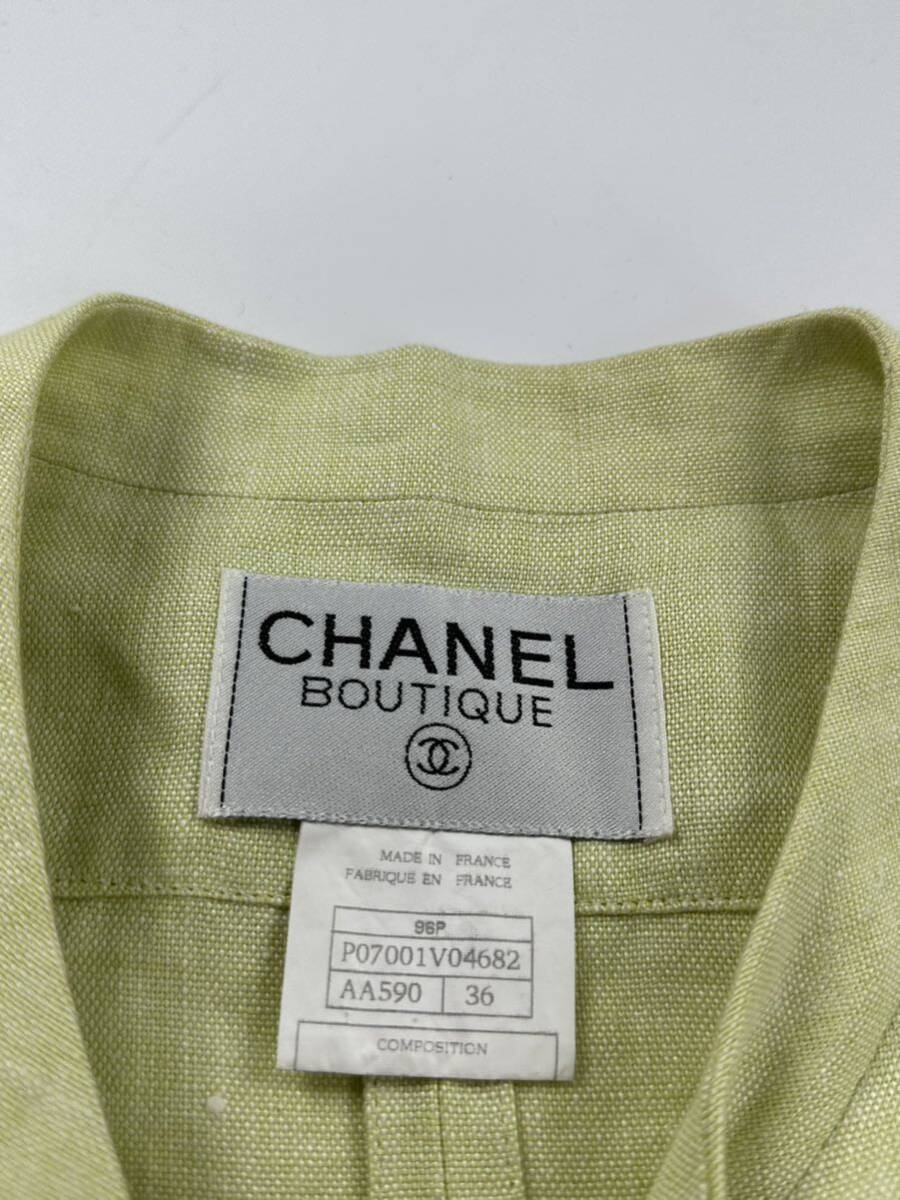 CHANEL
BOUTIQUE
MADE IN FRANCE
FABRIQUE EN FRANCE
96P
P07001V04682
AA590 36
COMPOSITION